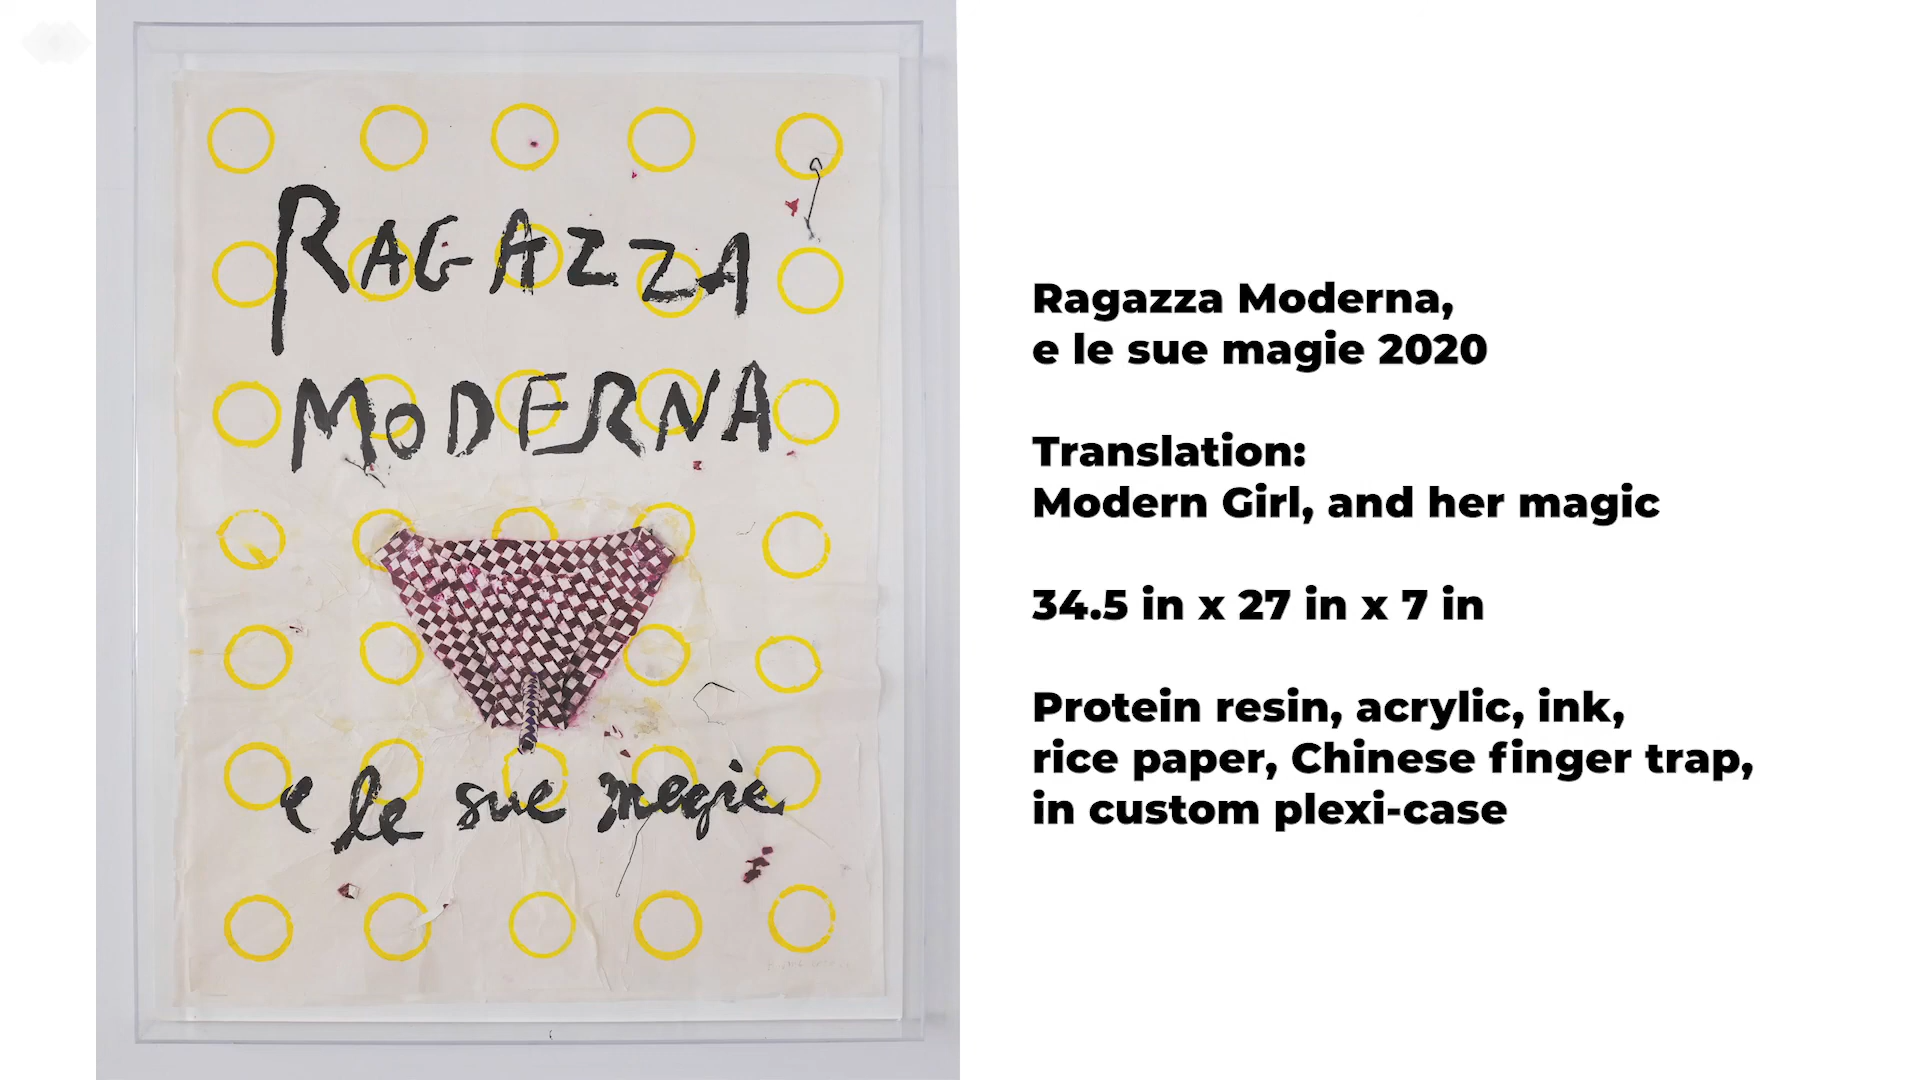 RAGAZZA
MODERNA
e le sue magie
Ragazza Moderna,
e le sue magie 2020
Translation:
Modern Girl, and her magic
34.5 in x 27 in x 7 in
Protein resin, acrylic, ink,
rice paper, Chinese finger trap,
in custom plexi-case